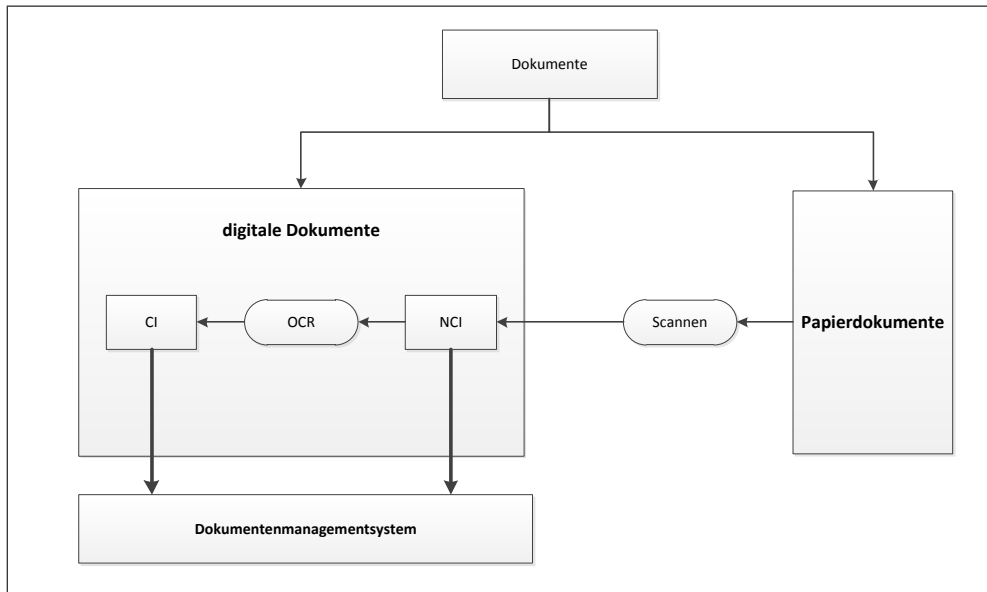 Dokumente
digitale Dokumente
CI
OCR
NCI
Scannen
Papierdokumente
Dokumentenmanagementsystem